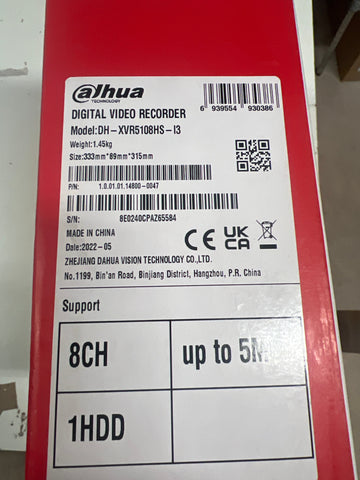 alhua
TECHNOLOGY
6 939554 930386
DIGITAL VIDEO RECORDER
Model:DH-XVR5108HS-I3
Weight:1.45kg
Size:333mm*89mm*315mm
P/N: 1.0.01.01.14800-0047
S/N: 8E0240CPAZ65584
MADE IN CHINA
Date:2022-05
CE UK CA
ZHEJIANG DAHUA VISION TECHNOLOGY CO.,LTD.
No.1199, Bin'an Road, Binjiang District, Hangzhou, P.R. China
Support
8CH up to 5M
1HDD